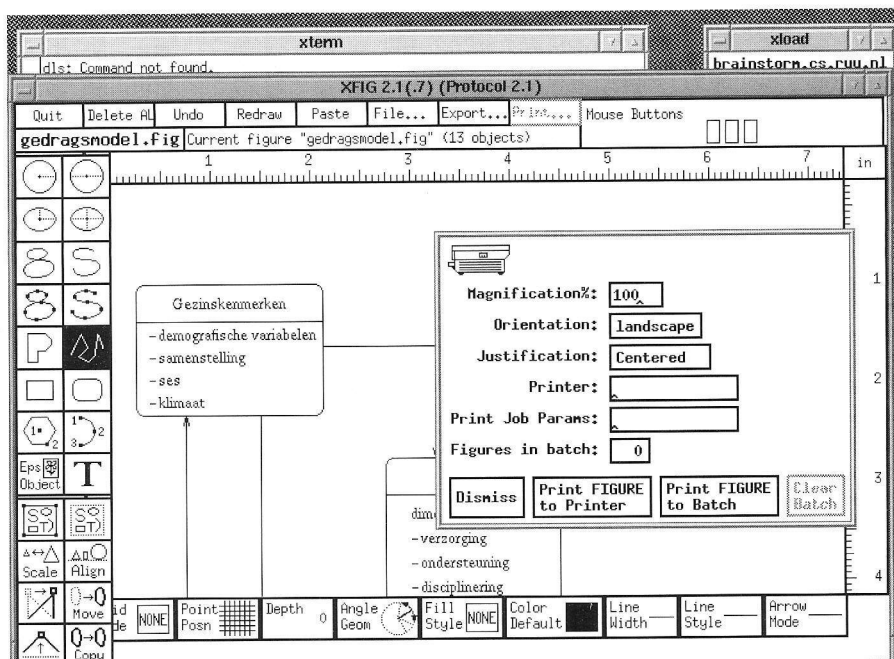 xterm
xload
dls: Command not found.
brainstorm.cs.ruu.nl
XFIG 2.1(.7) (Protocol 2.1)
Quit Delete AL Undo Redraw Paste File... Export... Print... Mouse Buttons
gedragsmodel.fig Current figure "gedragsmodel.fig" (13 objects)
1 2 3 4 5 6 7 in
1
2
3
4
Gezinskenmerken
-demografische variabelen
-samenstelling
-ses
-klimaat
Magnification%: 100
Orientation: landscape
Justification: Centered
Printer:
Print Job Params:
Figures in batch: 0
Dismiss
Print FIGURE
to Printer
Print FIGURE
to Batch
Clear
Batch
-verzorging
-ondersteuning
-disciplinering
1 2
1 2 3
Eps
Object
T
Scale
Align
Move
Copy
NONE
Point
Posn
Depth 0
Angle
Geom
Fill
Style NONE
Color
Default
Line
Width
Line
Style
Arrow
Mode